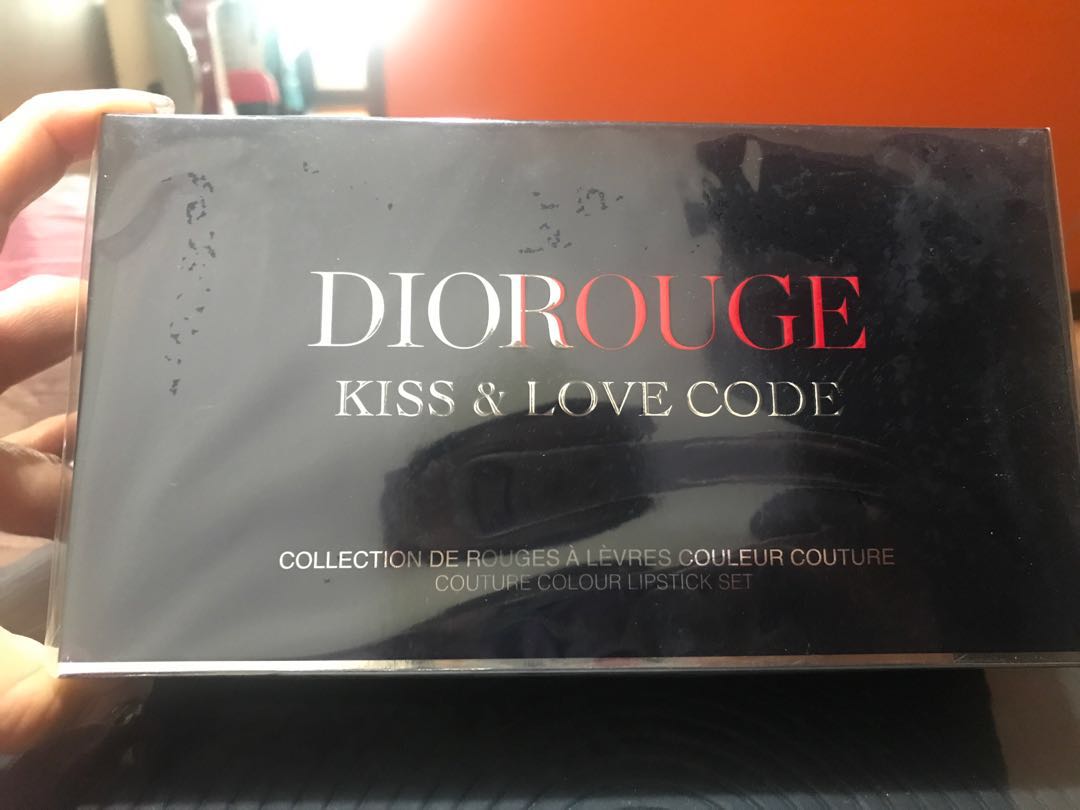 DIOROUGE
KISS & LOVE CODE
COLLECTION DE ROUGES À LÈVRES COULEUR COUTURE
COUTURE COLOUR LIPSTICK SET